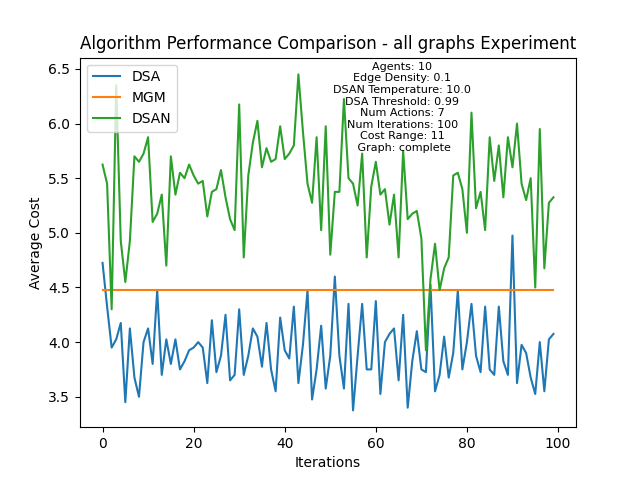 Algorithm Performance Comparison - all graphs Experiment
6.5
6.0
5.5
5.0
4.5
4.0
3.5
Average Cost
DSA
MGM
DSAN
Agents: 10
Edge Density: 0.1
DSAN Temperature: 10.0
DSA Threshold: 0.99
Num Actions: 7
Num Iterations: 100
Cost Range: 11
Graph: complete
0
20
40
60
80
100
Iterations